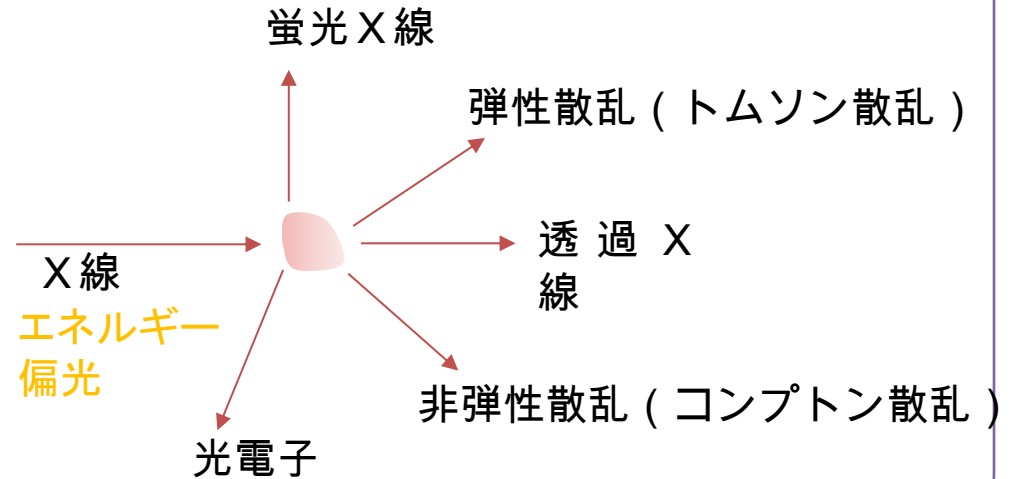 蛍光X線
弾性散乱(トムソン散乱)
透過 X
線
X線
エネルギー
偏光
非弾性散乱(コンプトン散乱)
光電子